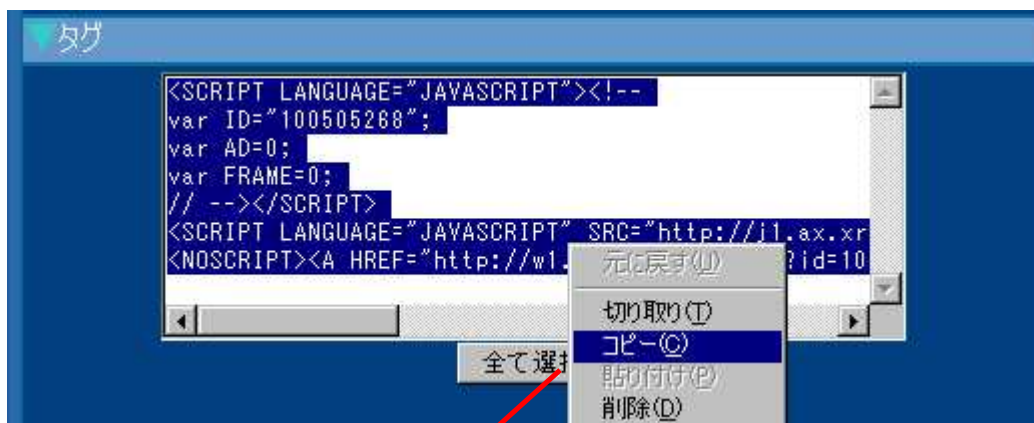 タグ
<SCRIPT LANGUAGE="JAVASCRIPT"><!--
var ID="100505268";
var AD=0;
var FRAME=0;
// --></SCRIPT>
<SCRIPT LANGUAGE="JAVASCRIPT" SRC="http://j1.ax.xr
<NOSCRIPT><A HREF="http://w1. ?id=10
元に戻す(U)
切り取り(T)
コピー(C)
貼り付け(P)
削除(D)
全て選択